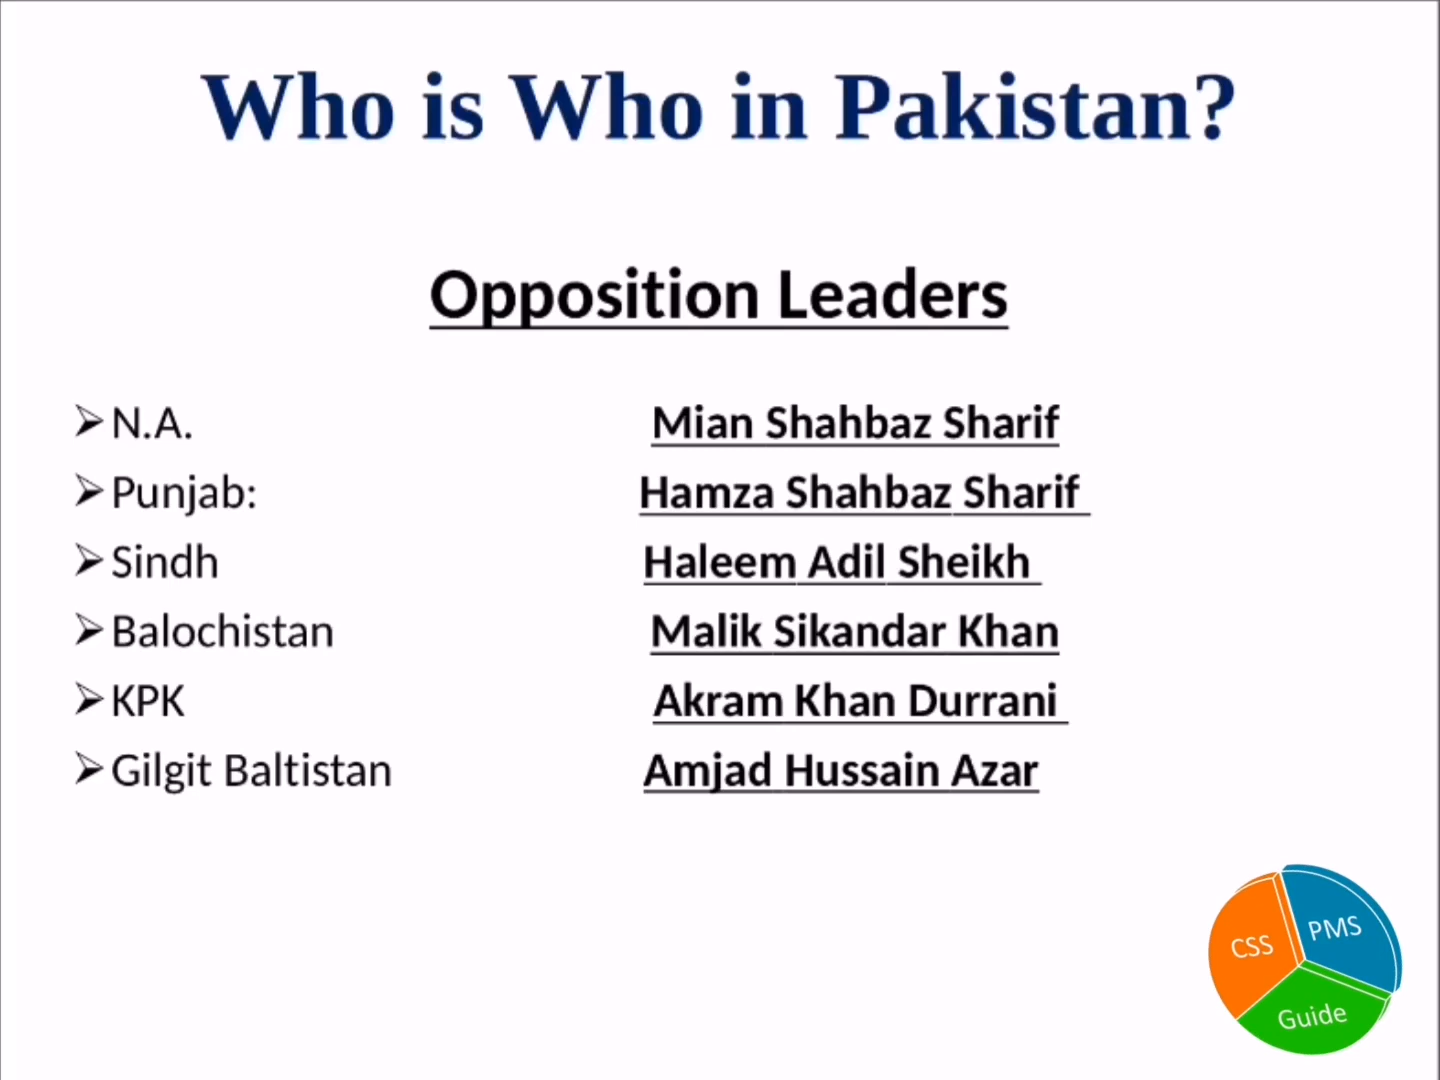 Who is Who in Pakistan?
Opposition Leaders
➢N.A. Mian Shahbaz Sharif
➢Punjab: Hamza Shahbaz Sharif
➢Sindh Haleem Adil Sheikh
➢Balochistan Malik Sikandar Khan
➢KPK Akram Khan Durrani
➢Gilgit Baltistan Amjad Hussain Azar
CSS
PMS
Guide